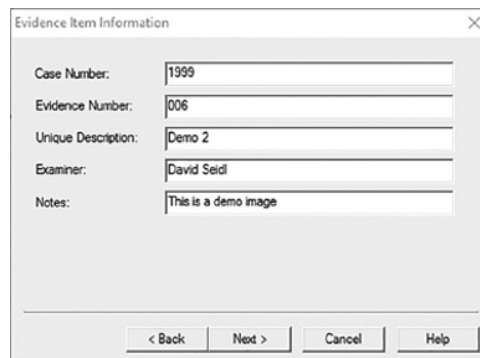 Evidence Item Information
Case Number: 1999
Evidence Number: 006
Unique Description: Demo 2
Examiner: David Seidl
Notes: This is a demo image
< Back Next > Cancel Help